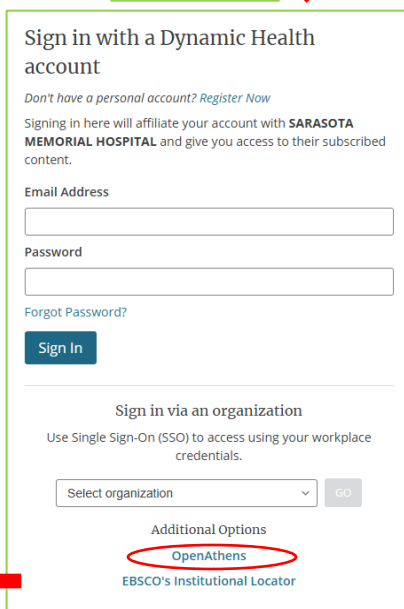 Sign in with a Dynamic Health
account
Don't have a personal account? Register Now
Signing in here will affiliate your account with SARASOTA
MEMORIAL HOSPITAL and give you access to their subscribed
content.
Email Address
Password
Forgot Password?
Sign In
Sign in via an organization
Use Single Sign-On (SSO) to access using your workplace
credentials.
Select organization GO
Additional Options
OpenAthens
EBSCO's Institutional Locator